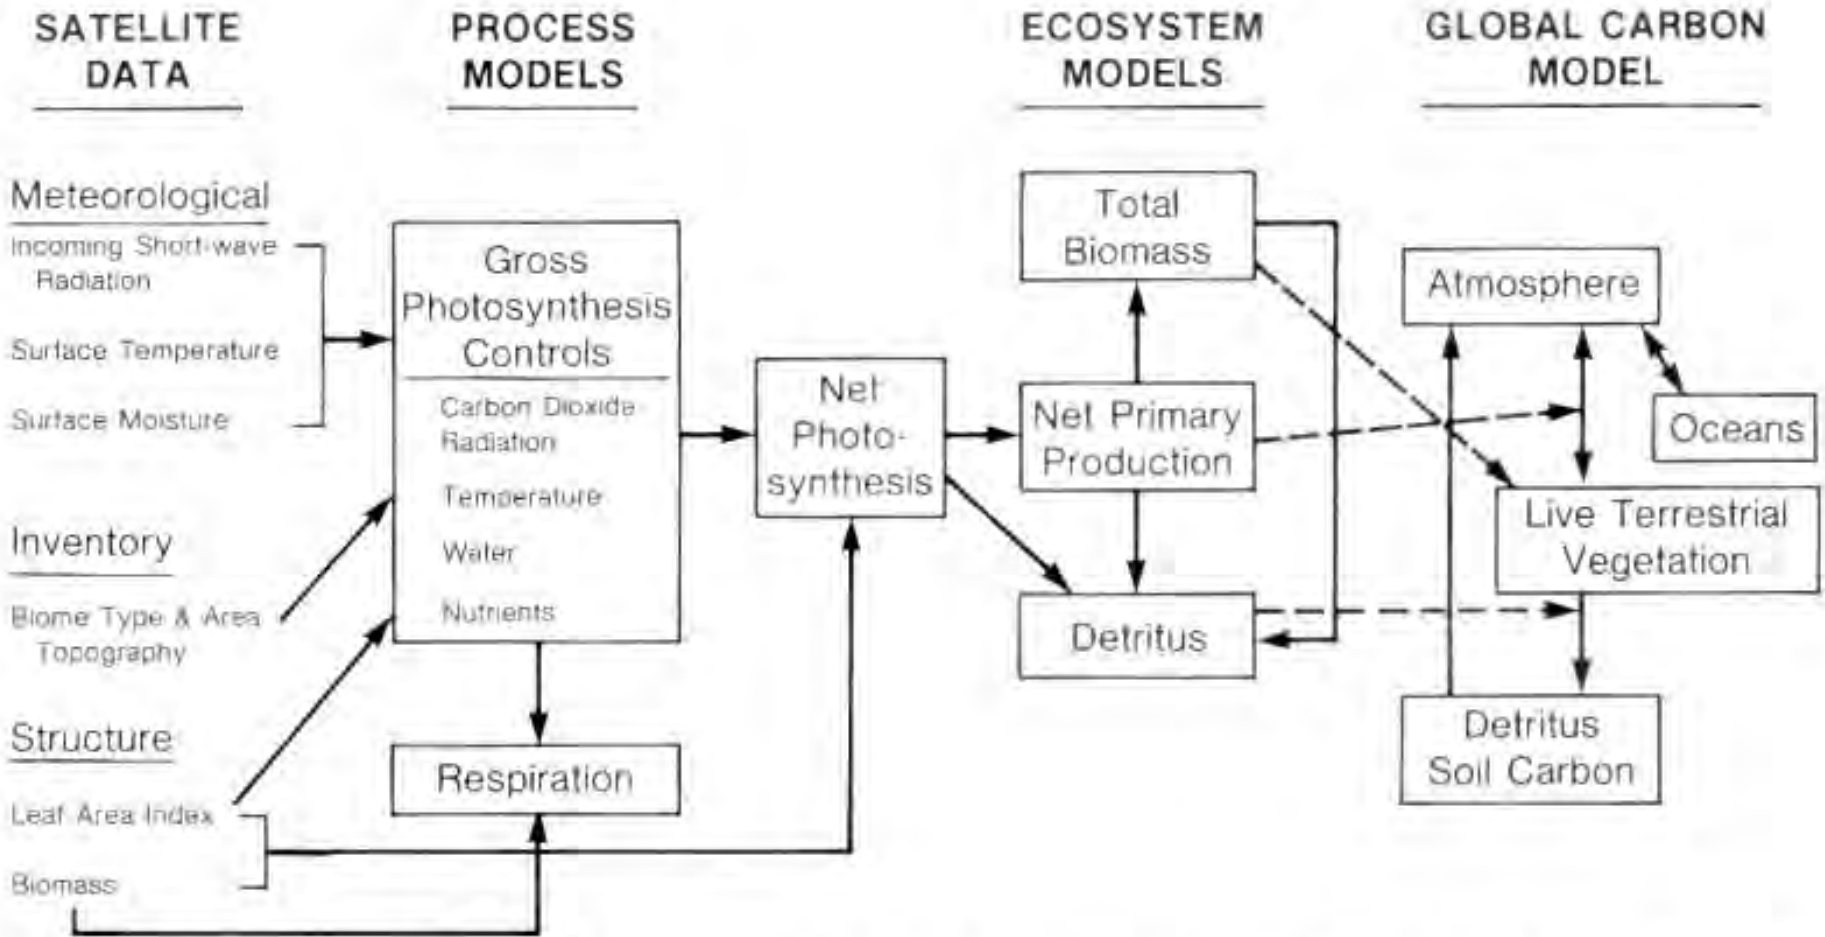 SATELLITE
DATA
PROCESS
MODELS
ECOSYSTEM
MODELS
GLOBAL CARBON
MODEL
Meteorological
Incoming Short-wave
Radiation
Surface Temperature
Surface Moisture
Inventory
Biome Type & Area
Topography
Structure
Leaf Area Index
Biomass
Gross
Photosynthesis
Controls
Carbon Dioxide
Radiation
Temperature
Water
Nutrients
Respiration
Net
Photo-
synthesis
Total
Biomass
Net Primary
Production
Detritus
Atmosphere
Oceans
Live Terrestrial
Vegetation
Detritus
Soil Carbon